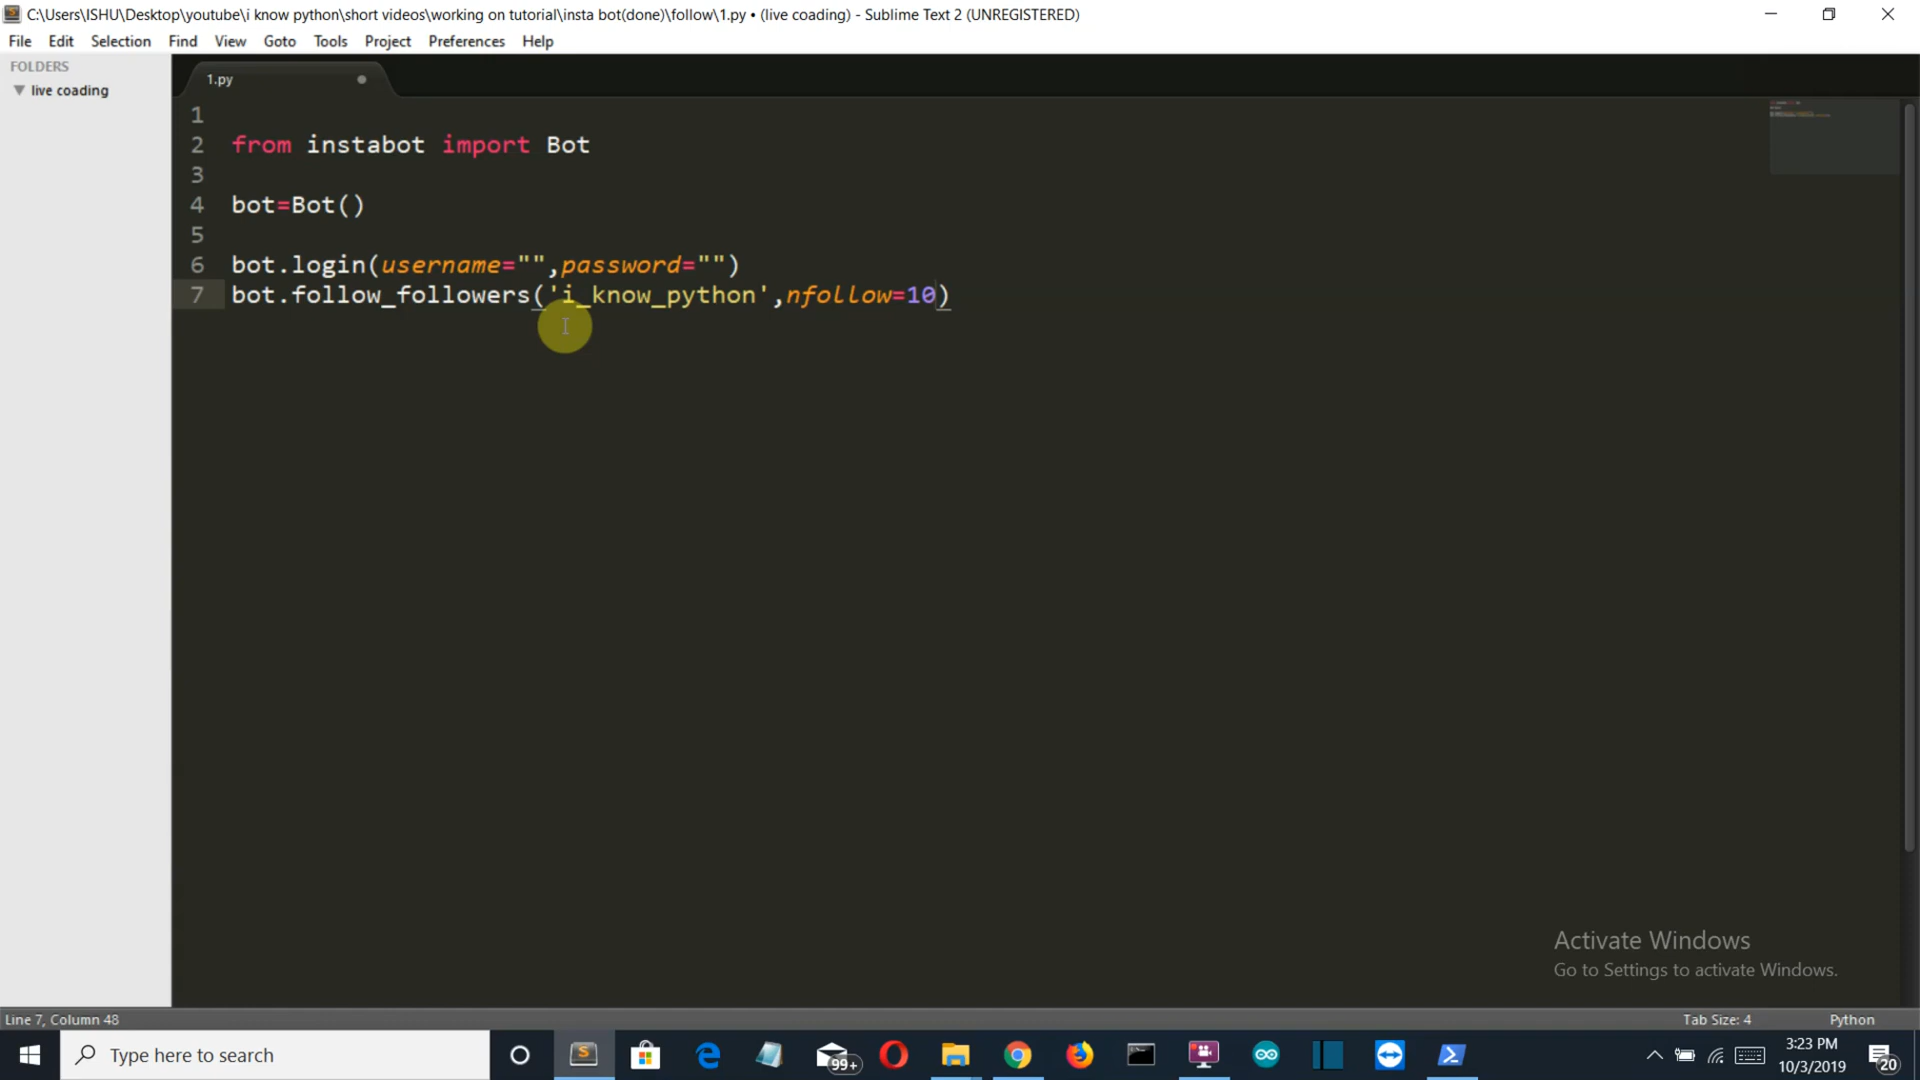 C:\Users\ISHU\Desktop\youtube\i know python\short videos\working on tutorial\insta bot(done)\follow\1.py • (live coading) - Sublime Text 2 (UNREGISTERED)
File Edit Selection Find View Goto Tools Project Preferences Help
FOLDERS
live coading
1.py
1
2 from instabot import Bot
3
4 bot=Bot()
5
6 bot.login(username="",password="")
7 bot.follow_followers('i_know_python',nfollow=10)
Activate Windows
Go to Settings to activate Windows.
Line 7, Column 48
Tab Size: 4
Python
Type here to search
99+
3:23 PM
10/3/2019
20